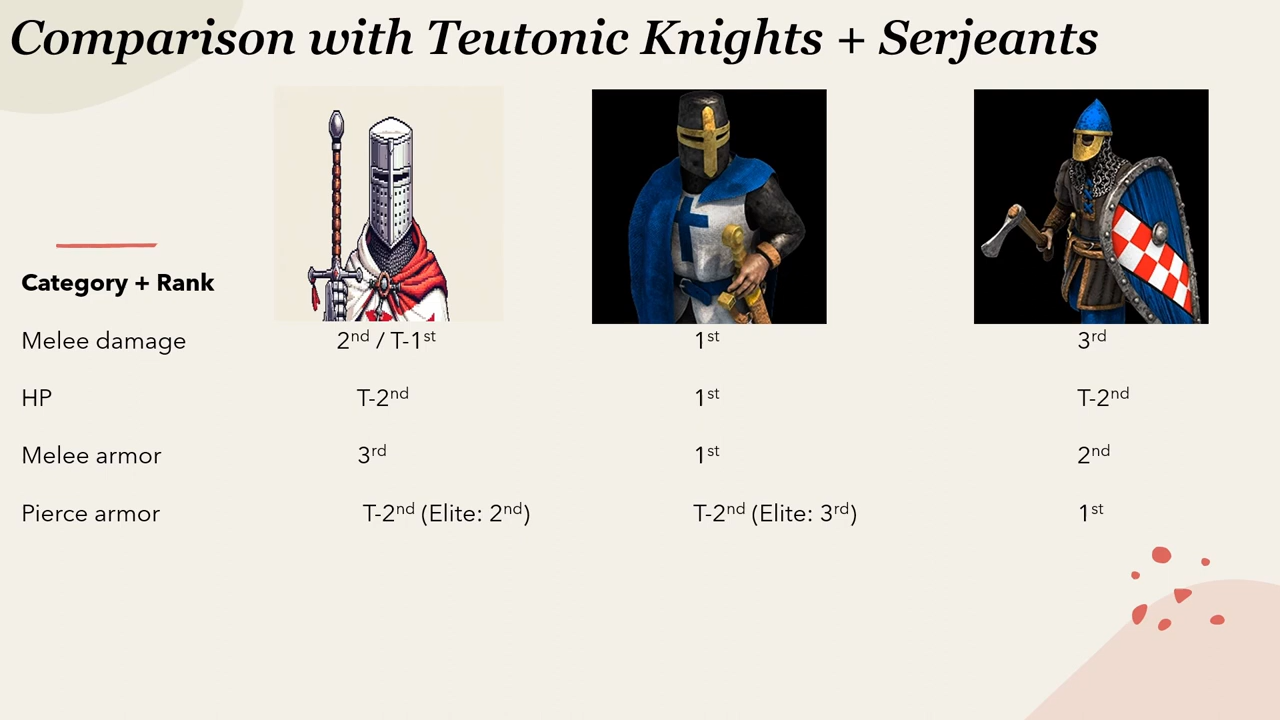 Comparison with Teutonic Knights + Serjeants
Category + Rank
Melee damage 2nd / T-1st 1st 3rd
HP T-2nd 1st T-2nd
Melee armor 3rd 1st 2nd
Pierce armor T-2nd (Elite: 2nd) T-2nd (Elite: 3rd) 1st